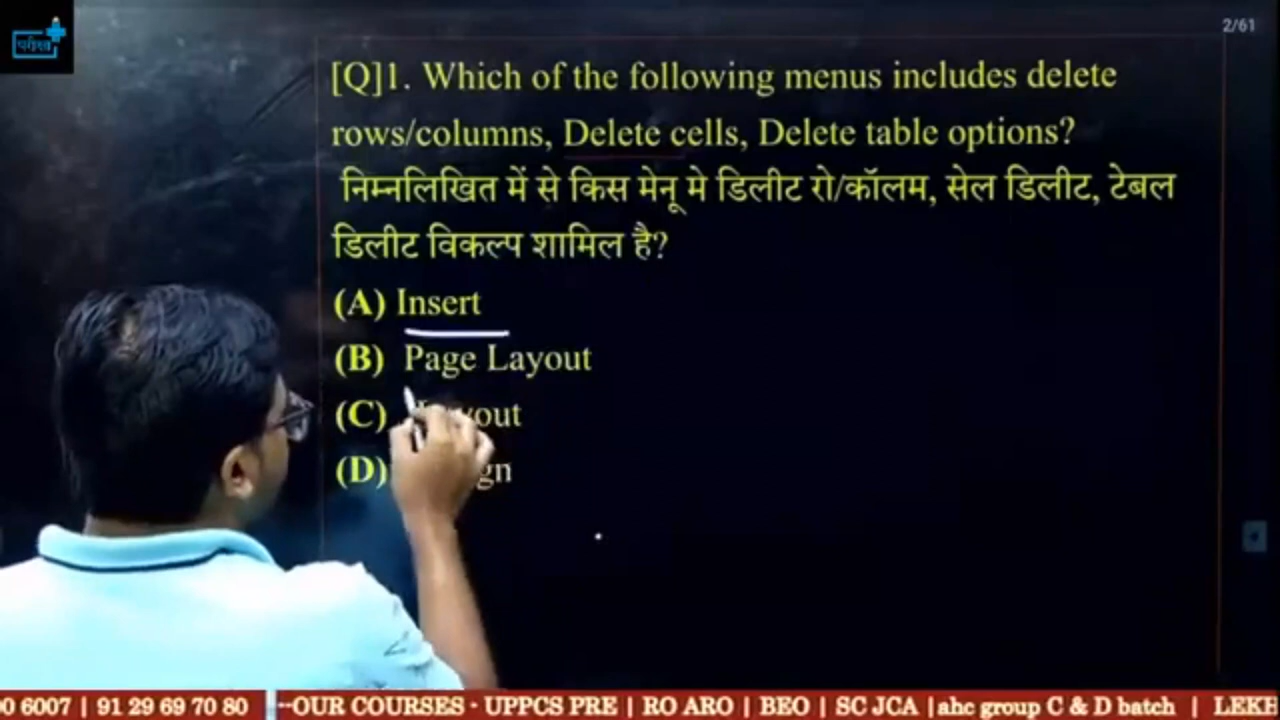 परीक्षा
2/61
[Q]1. Which of the following menus includes delete
rows/columns, Delete cells, Delete table options?
निम्नलिखित में से किस मेनू मे डिलीट रो/कॉलम, सेल डिलीट, टेबल
डिलीट विकल्प शामिल है?
(A) Insert
(B) Page Layout
(C)
(D)
6007 | 91 29 69 70 80 --OUR COURSES - UPPCS PRE | RO ARO | BEO | SC JCA |ahc group C & D batch |